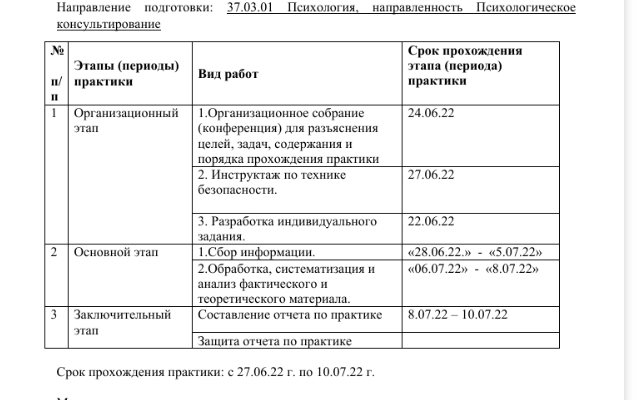 Направление подготовки: 37.03.01 Психология, направленность Психологическое
консультирование
№ п/п
Этапы (периоды) практики
Вид работ
Срок прохождения этапа (периода) практики
1
Организационный этап
1.Организационное собрание
(конференция) для разъяснения
целей, задач, содержания и
порядка прохождения практики
24.06.22
2. Инструктаж по технике
безопасности.
27.06.22
3. Разработка индивидуального
задания.
22.06.22
2
Основной этап
1.Сбор информации.
«28.06.22.» - «5.07.22»
2.Обработка, систематизация и
анализ фактического и
теоретического материала.
«06.07.22» - «8.07.22»
3
Заключительный
этап
Составление отчета по практике
8.07.22 – 10.07.22
Защита отчета по практике
Срок прохождения практики: с 27.06.22 г. по 10.07.22 г.